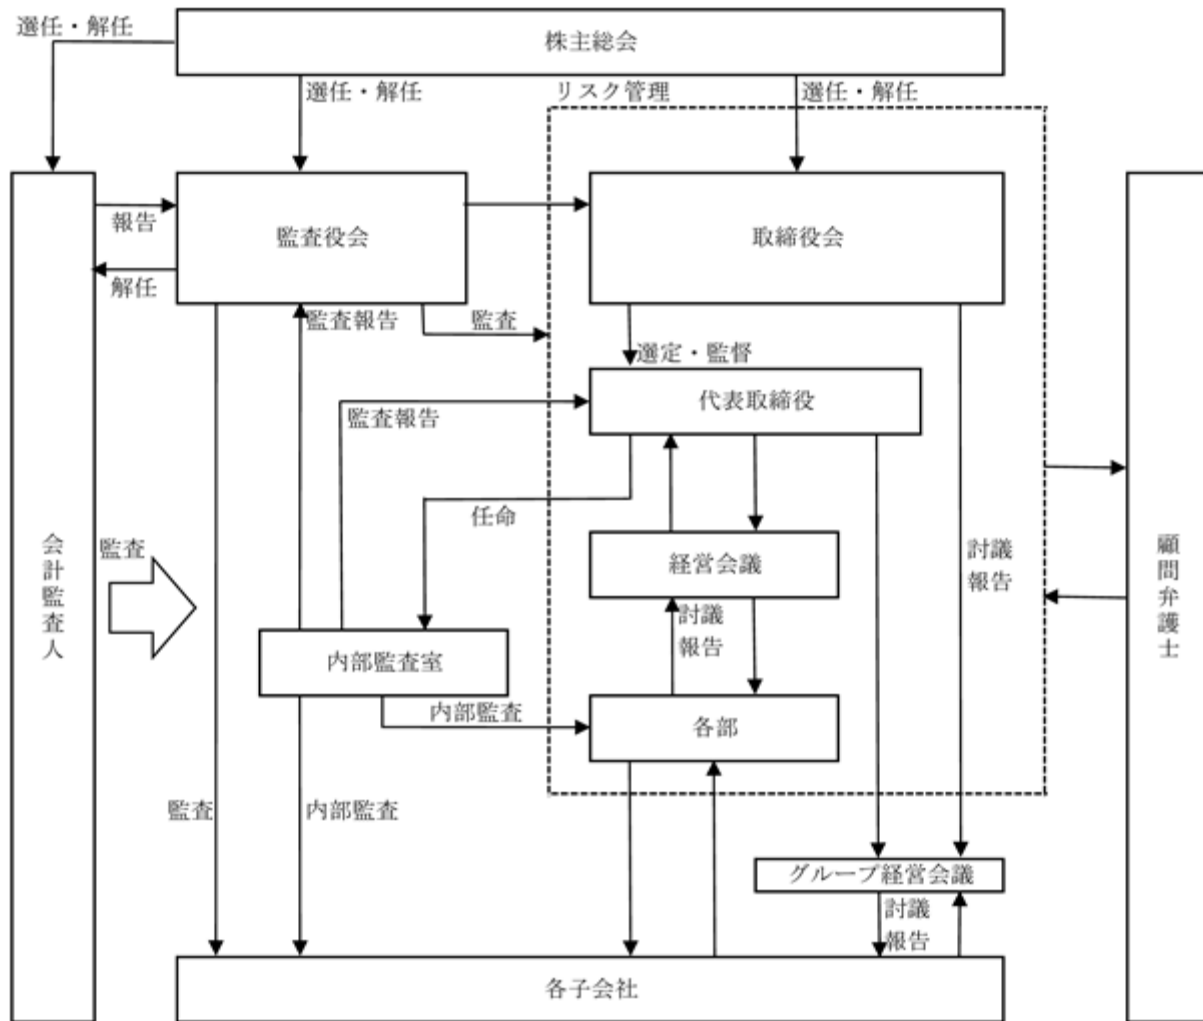 選任・解任
株主総会
選任・解任
リスク管理
選任・解任
報告
監査役会
取締役会
解任
監査報告
監査
選定・監督
代表取締役
監査報告
任命
会計監査人
監査
経営会議
討議
報告
顧問弁護士
討議
報告
内部監査室
内部監査
各部
監査
内部監査
グループ経営会議
討議
報告
各子会社